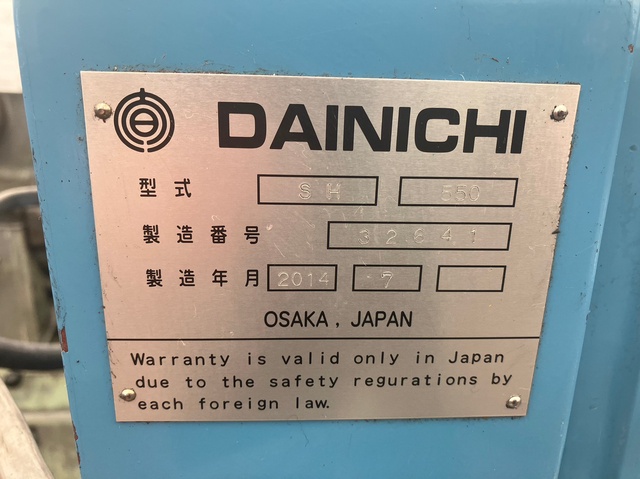 DAINICHI
型式 SH 550
製造番号 32641
製造年月 2014 7
OSAKA, JAPAN
Warranty is valid only in Japan
due to the safety regurations by
each foreign law.